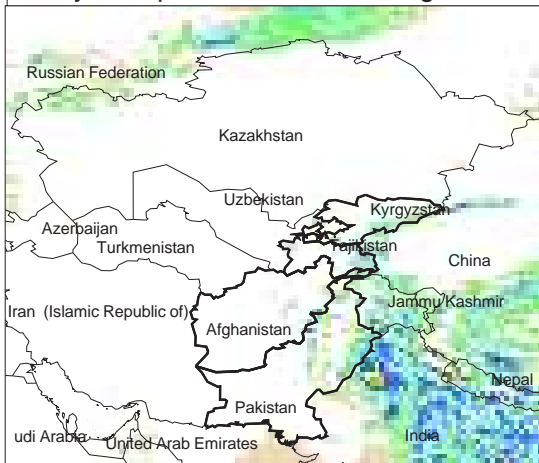 Russian Federation
Kazakhstan
Uzbekistan
Kyrgyzstan
Azerbaijan
Turkmenistan
Tajikistan
China
Iran (Islamic Republic of)
Jammu Kashmir
Afghanistan
Nepal
Pakistan
udi Arabia
United Arab Emirates
India